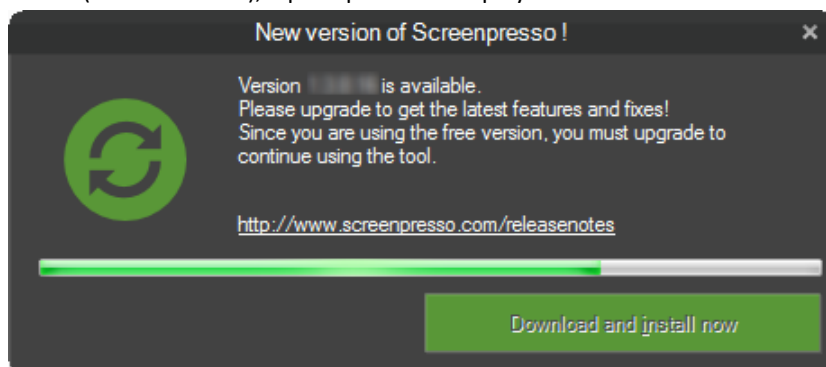 New version of Screenpresso !
Version is available.
Please upgrade to get the latest features and fixes!
Since you are using the free version, you must upgrade to
continue using the tool.
http://www.screenpresso.com/releasenotes
Download and install now